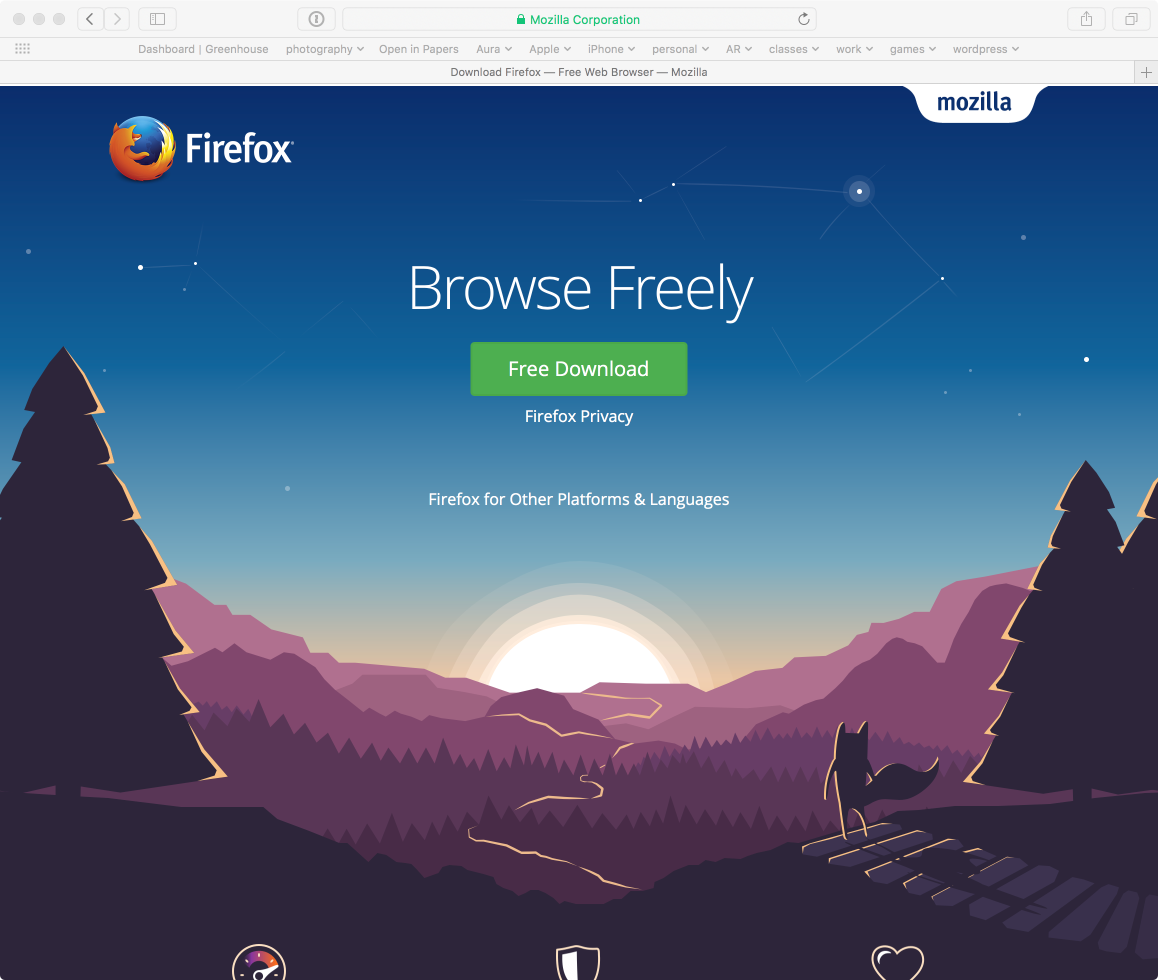 Mozilla Corporation
Dashboard | Greenhouse photography Open in Papers Aura Apple iPhone personal AR classes work games wordpress
Download Firefox — Free Web Browser — Mozilla
mozilla
Firefox
Browse Freely
Free Download
Firefox Privacy
Firefox for Other Platforms & Languages